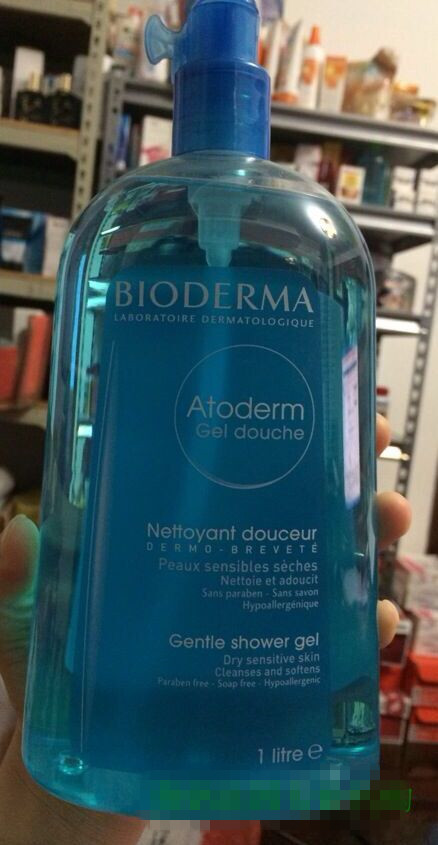 BIODERMA
LABORATOIRE DERMATOLOGIQUE
Atoderm
Gel douche
Nettoyant douceur
DERMO-BREVETÉ
Peaux sensibles sèches
Nettoie et adoucit
Sans paraben - Sans savon
Hypoallergénique
Gentle shower gel
Dry sensitive skin
Cleanses and softens
Paraben free - Soap free - Hypoallergenic
1 litre ℮